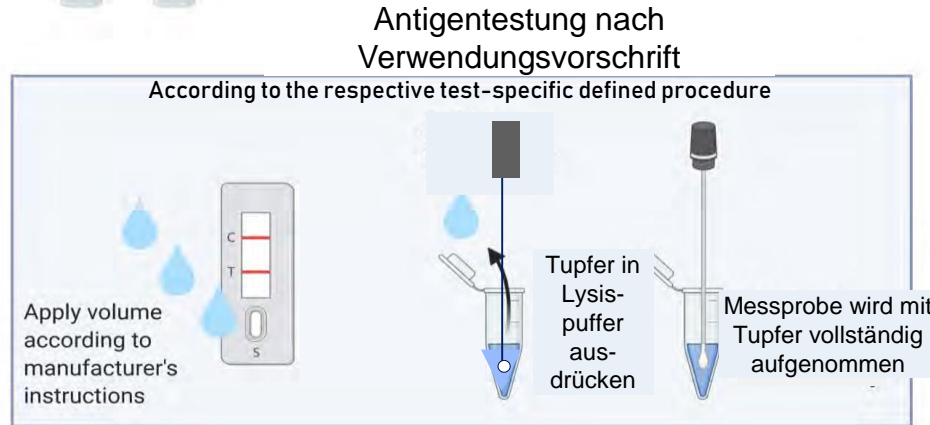 Antigentestung nach
Verwendungsvorschrift
According to the respective test-specific defined procedure
C
T
S
Apply volume
according to
manufacturer's
instructions
Tupfer in
Lysis-
puffer
aus-
drücken
Messprobe wird mit
Tupfer vollständig
aufgenommen